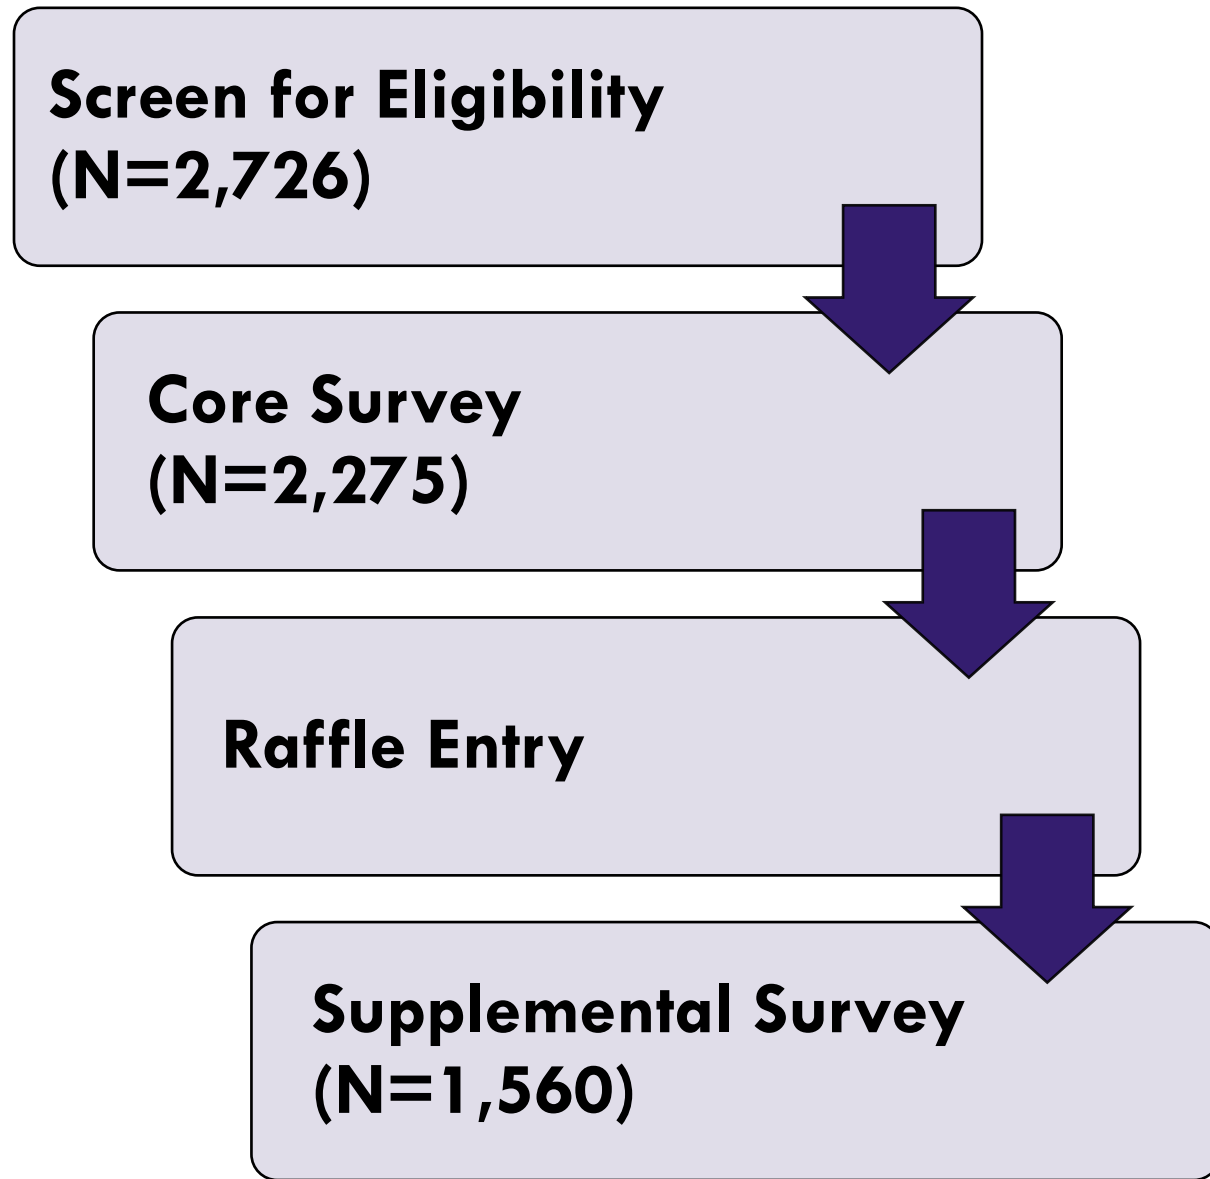 Screen for Eligibility
(N=2,726)
Core Survey
(N=2,275)
Raffle Entry
Supplemental Survey
(N=1,560)